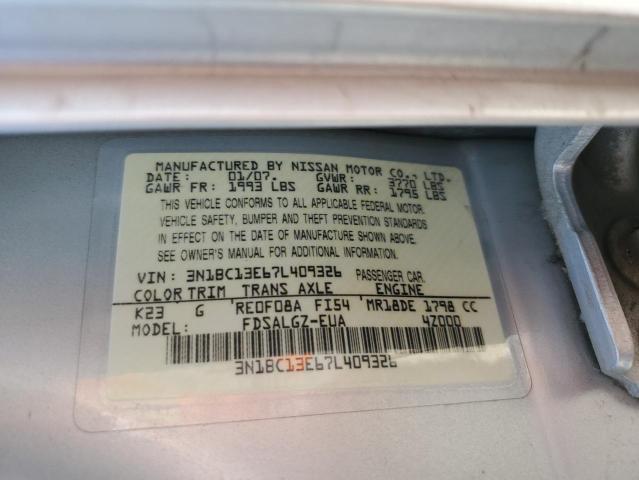 MANUFACTURED BY NISSAN MOTOR CO., LTD.
DATE: 01/07. GVWR: 3770 LBS
GAWR FR: 1993 LBS GAWR RR: 1795 LBS
THIS VEHICLE CONFORMS TO ALL APPLICABLE FEDERAL MOTOR
VEHICLE SAFETY, BUMPER AND THEFT PREVENTION STANDARDS
IN EFFECT ON THE DATE OF MANUFACTURE SHOWN ABOVE.
SEE OWNER'S MANUAL FOR ADDITIONAL INFORMATION.
VIN: 3N1BC13E67L409326 PASSENGER CAR.
COLOR TRIM TRANS AXLE ENGINE
K23 G RE0F08A FI54 MR18DE 1798 CC
MODEL: FDSALGZ-EUA 4Z000
3N1BC13E67L409326